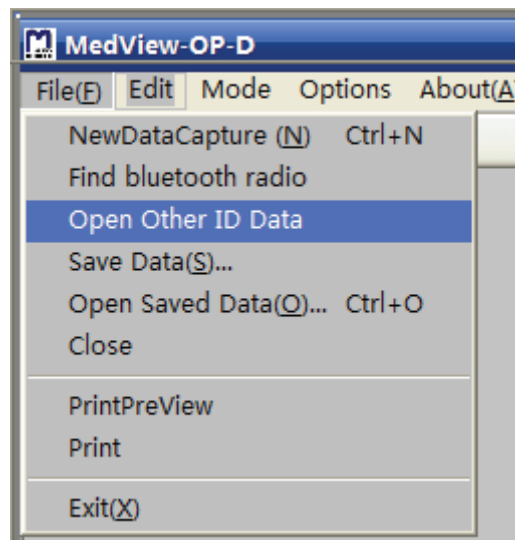 MedView-OP-D
File(F) Edit Mode Options About(A
NewDataCapture (N) Ctrl+N
Find bluetooth radio
Open Other ID Data
Save Data(S)...
Open Saved Data(O)... Ctrl+O
Close
PrintPreView
Print
Exit(X)